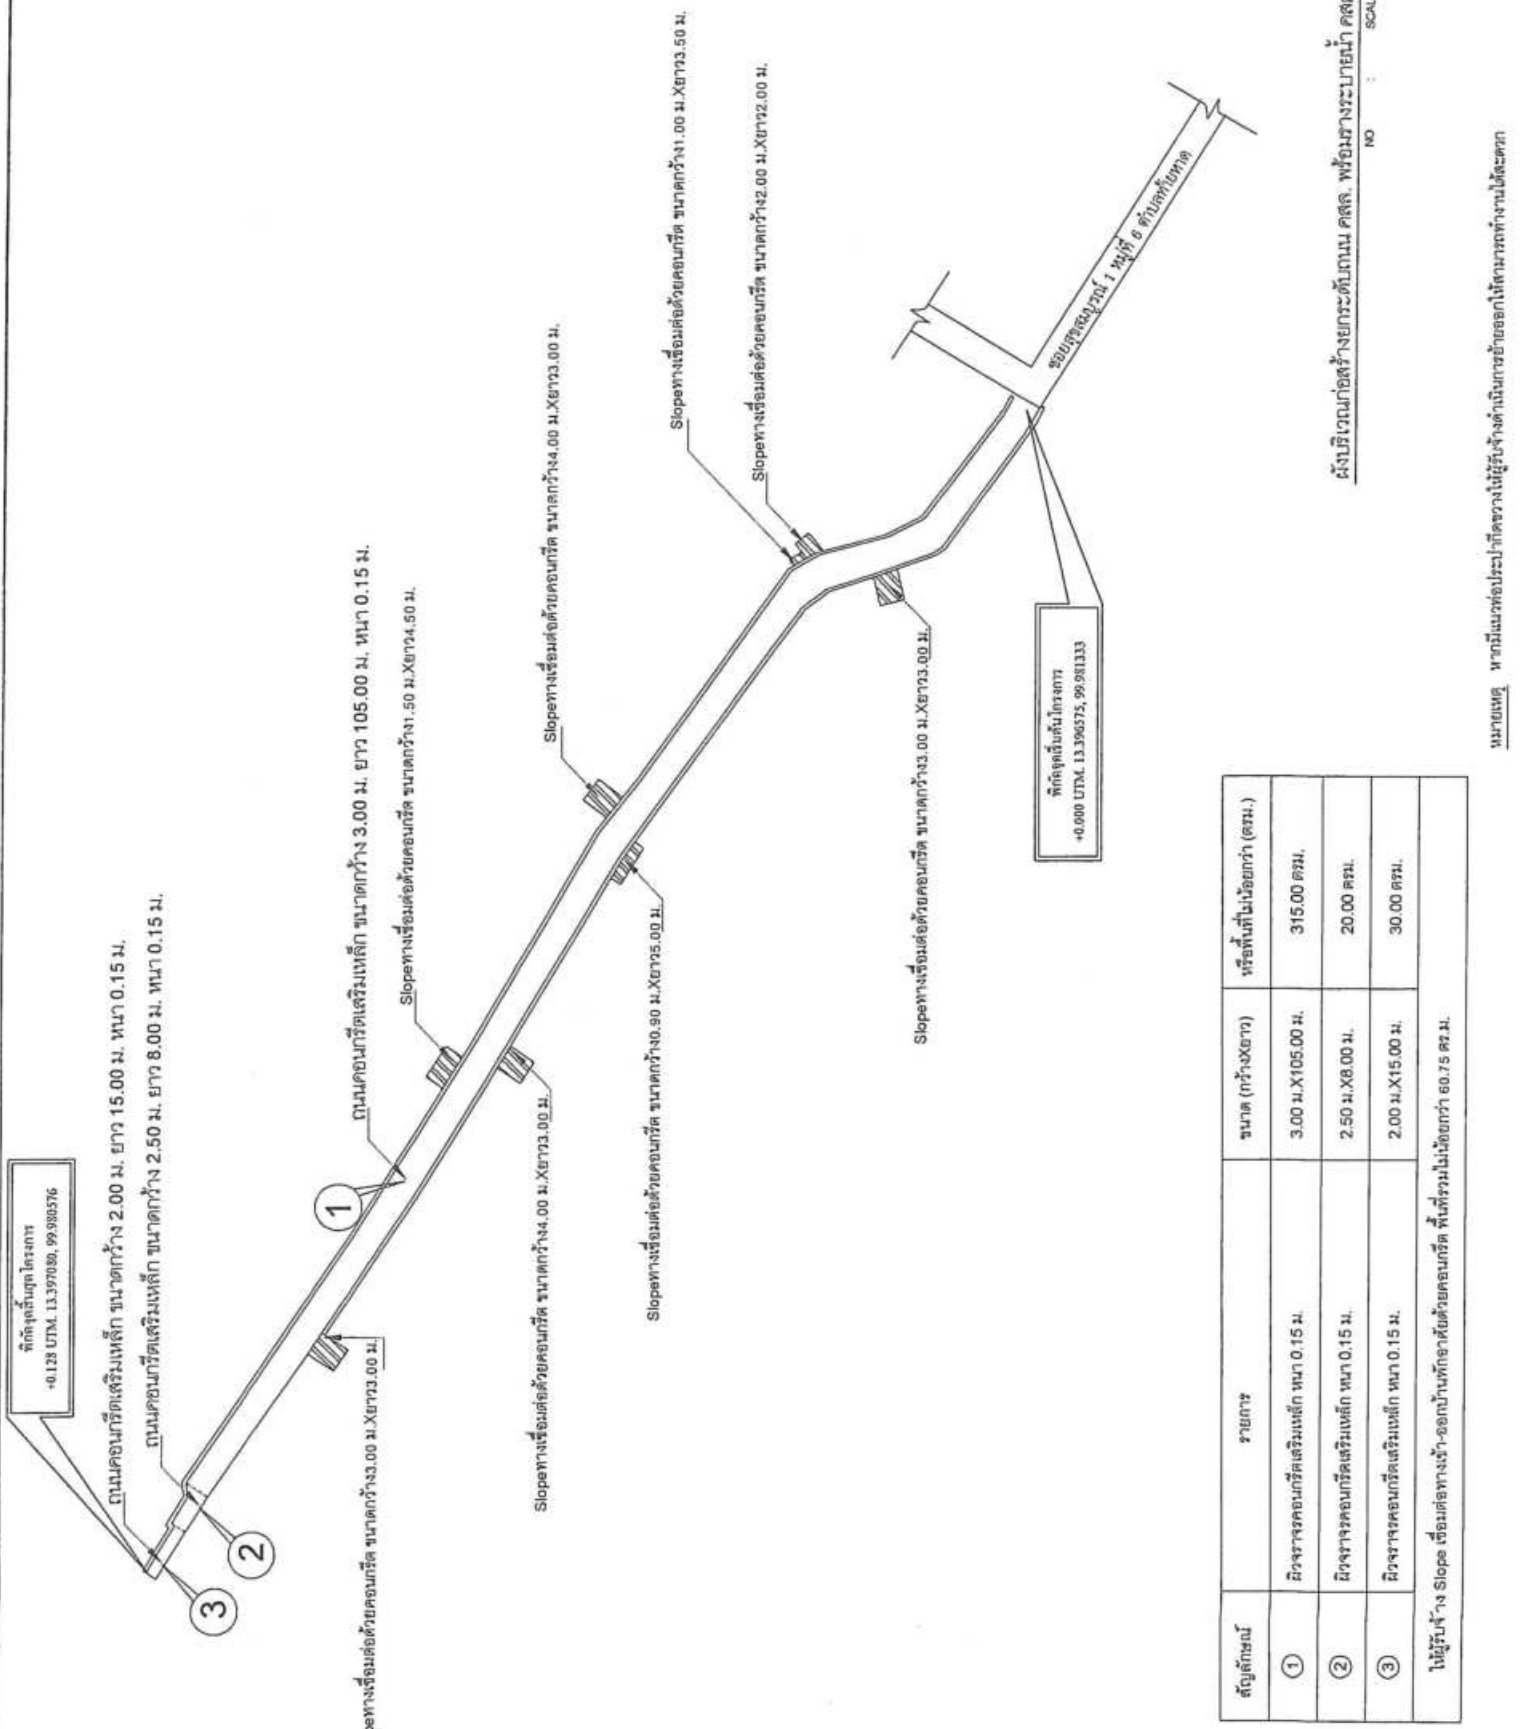 พิกัดจุดสิ้นสุดโครงการ
+0.128 UTM. 13.397080, 99.980576
ถนนคอนกรีตเสริมเหล็ก ขนาดกว้าง 2.00 ม. ยาว 15.00 ม. หนา 0.15 ม.
ถนนคอนกรีตเสริมเหล็ก ขนาดกว้าง 2.50 ม. ยาว 8.00 ม. หนา 0.15 ม.
3
2
1
ถนนคอนกรีตเสริมเหล็ก ขนาดกว้าง 3.00 ม. ยาว 105.00 ม. หนา 0.15 ม.
Slopeทางเชื่อมต่อด้วยคอนกรีต ขนาดกว้าง1.50 ม.Xยาว4.50 ม.
Slopeทางเชื่อมต่อด้วยคอนกรีต ขนาดกว้าง4.00 ม.Xยาว3.00 ม.
Slopeทางเชื่อมต่อด้วยคอนกรีต ขนาดกว้าง1.00 ม.Xยาว3.50 ม.
Slopeทางเชื่อมต่อด้วยคอนกรีต ขนาดกว้าง2.00 ม.Xยาว2.00 ม.
peทางเชื่อมต่อด้วยคอนกรีต ขนาดกว้าง3.00 ม.Xยาว3.00 ม.
Slopeทางเชื่อมต่อด้วยคอนกรีต ขนาดกว้าง4.00 ม.Xยาว3.00 ม.
Slopeทางเชื่อมต่อด้วยคอนกรีต ขนาดกว้าง0.90 ม.Xยาว5.00 ม.
Slopeทางเชื่อมต่อด้วยคอนกรีต ขนาดกว้าง3.00 ม.Xยาว3.00 ม.
ซอยสุขสมบูรณ์ 1 หมู่ที่ 6 ตำบลท้ายหาด
พิกัดจุดเริ่มต้นโครงการ
+0.000 UTM. 13.396575, 99.981333
ผังบริเวณก่อสร้างยกระดับถนน คสล. พร้อมรางระบายน้ำ คสล
NO : SCAL
สัญลักษณ์ รายการ ขนาด (กว้างXยาว) หรือพื้นที่ไม่น้อยกว่า (ตรม.)
1 ผิวจราจรคอนกรีตเสริมเหล็ก หนา 0.15 ม. 3.00 ม.X105.00 ม. 315.00 ตรม.
2 ผิวจราจรคอนกรีตเสริมเหล็ก หนา 0.15 ม. 2.50 ม.X8.00 ม. 20.00 ตรม.
3 ผิวจราจรคอนกรีตเสริมเหล็ก หนา 0.15 ม. 2.00 ม.X15.00 ม. 30.00 ตรม.
ให้ผู้รับจ้าง Slope เชื่อมต่อทางเข้า-ออกบ้านพักอาศัยด้วยคอนกรีต พื้นที่รวมไม่น้อยกว่า 60.75 ตร.ม.
หมายเหตุ หากมีแนวท่อประปากีดขวางให้ผู้รับจ้างดำเนินการย้ายออกให้สามารถทำงานได้สะดวก